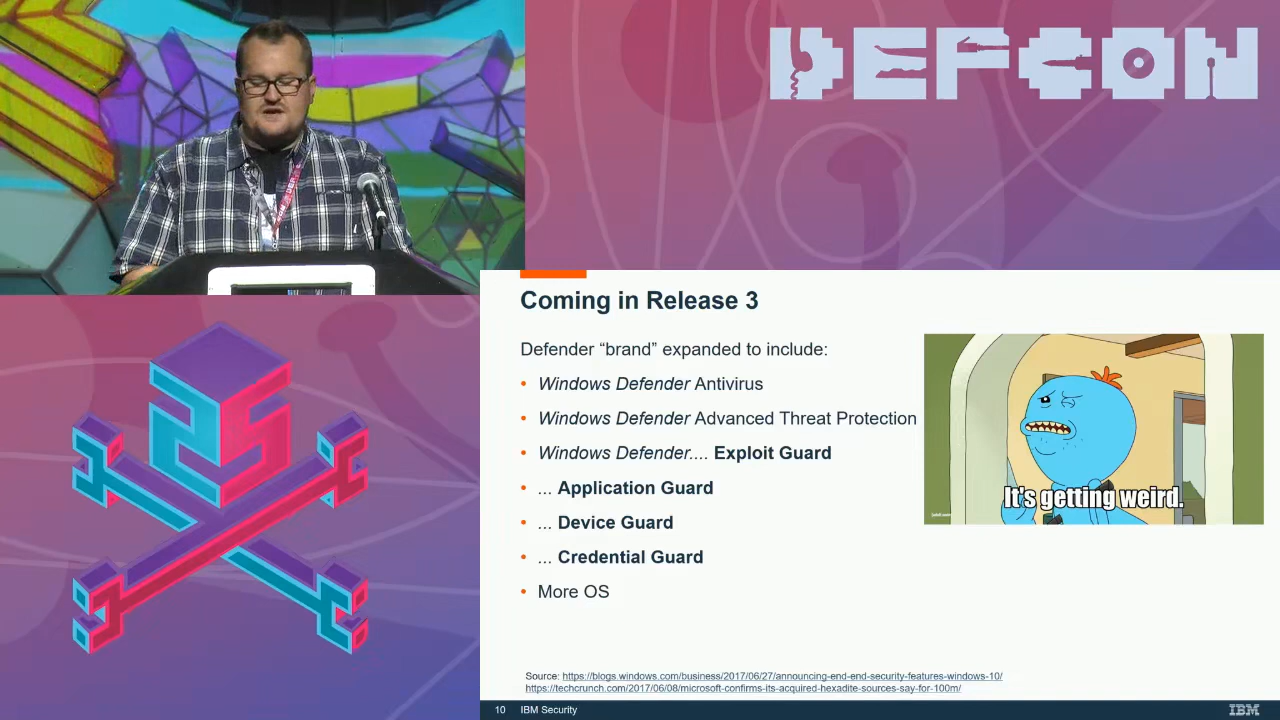 DEFCON
Coming in Release 3
Defender “brand” expanded to include:
• Windows Defender Antivirus
• Windows Defender Advanced Threat Protection
• Windows Defender.... Exploit Guard
• ... Application Guard
• ... Device Guard
• ... Credential Guard
• More OS
It's getting weird.
Source: https://blogs.windows.com/business/2017/06/27/announcing-end-end-security-features-windows-10/
https://techcrunch.com/2017/06/08/microsoft-confirms-its-acquired-hexadite-sources-say-for-100m/
10 IBM Security
IBM